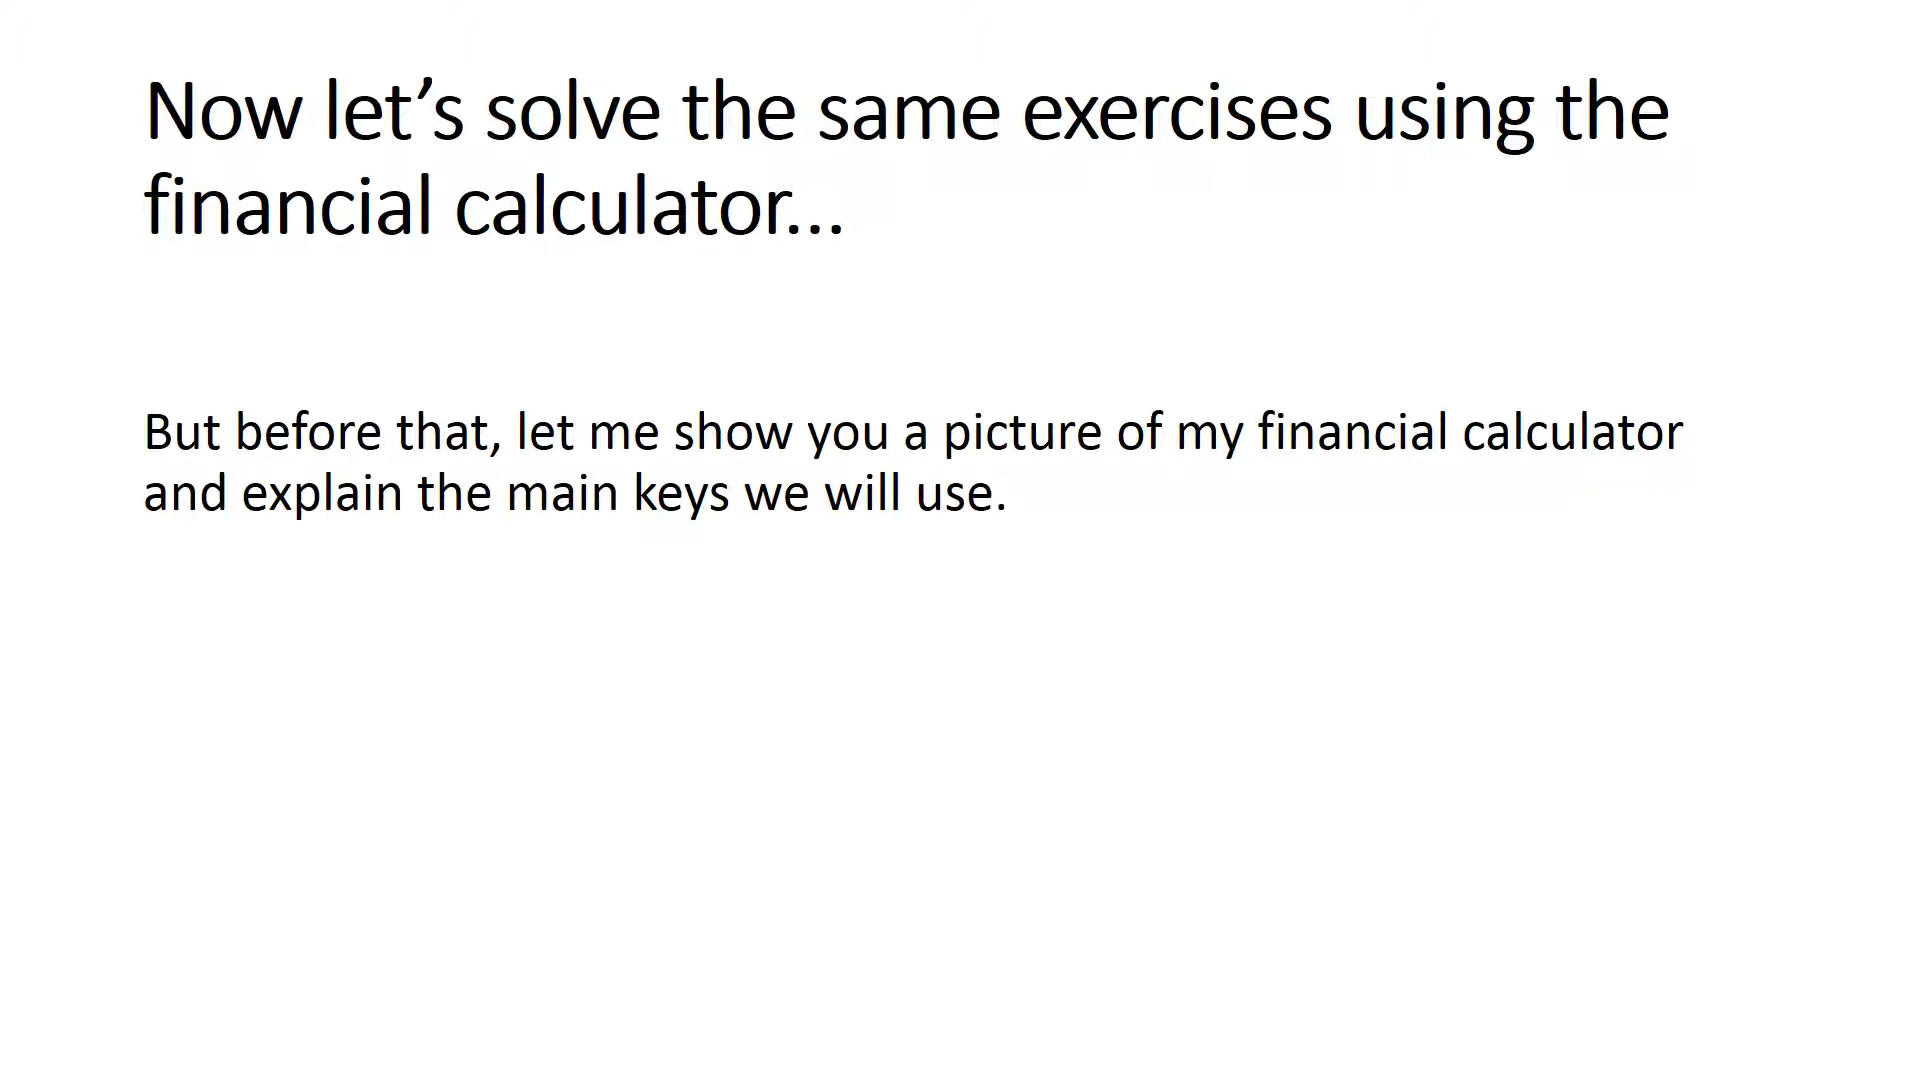 Now let’s solve the same exercises using the
financial calculator…
But before that, let me show you a picture of my financial calculator
and explain the main keys we will use.